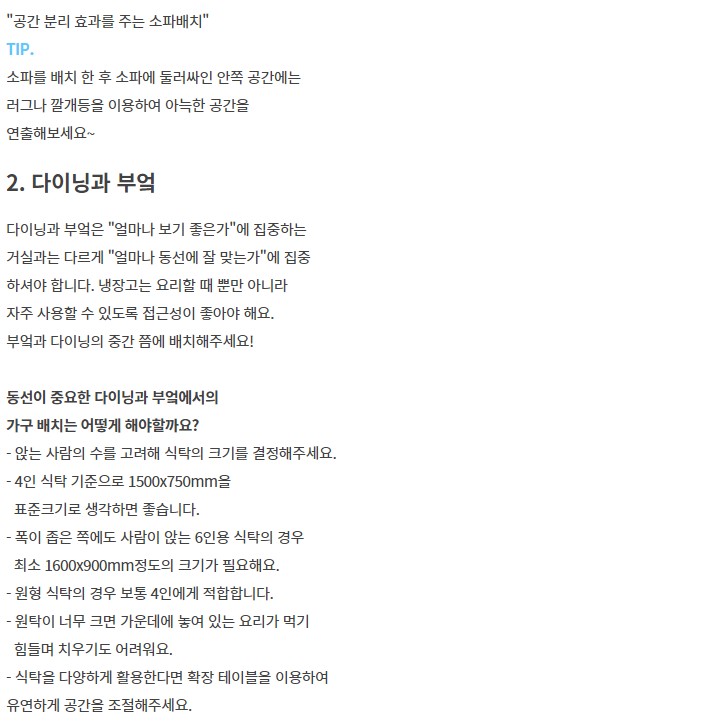 "공간 분리 효과를 주는 소파배치"
TIP.
소파를 배치 한 후 소파에 둘러싸인 안쪽 공간에는
러그나 깔개등을 이용하여 아늑한 공간을
연출해보세요~
2. 다이닝과 부엌
다이닝과 부엌은 "얼마나 보기 좋은가"에 집중하는
거실과는 다르게 "얼마나 동선에 잘 맞는가"에 집중
하셔야 합니다. 냉장고는 요리할 때 뿐만 아니라
자주 사용할 수 있도록 접근성이 좋아야 해요.
부엌과 다이닝의 중간 쯤에 배치해주세요!
동선이 중요한 다이닝과 부엌에서의
가구 배치는 어떻게 해야할까요?
- 앉는 사람의 수를 고려해 식탁의 크기를 결정해주세요.
- 4인 식탁 기준으로 1500x750mm을
표준크기로 생각하면 좋습니다.
- 폭이 좁은 쪽에도 사람이 앉는 6인용 식탁의 경우
최소 1600x900mm정도의 크기가 필요해요.
- 원형 식탁의 경우 보통 4인에게 적합합니다.
- 원탁이 너무 크면 가운데에 놓여 있는 요리가 먹기
힘들며 치우기도 어려워요.
- 식탁을 다양하게 활용한다면 확장 테이블을 이용하여
유연하게 공간을 조절해주세요.